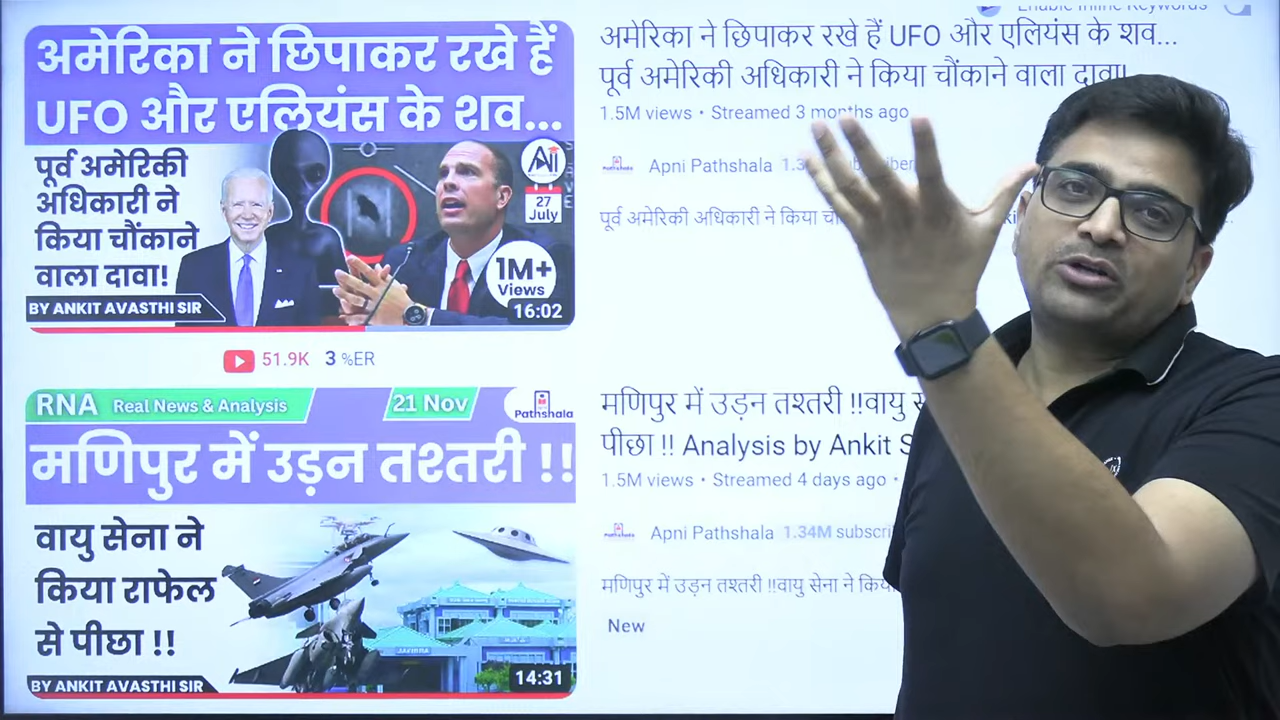 अमेरिका ने छिपाकर रखे हैं
UFO और एलियंस के शव...
पूर्व अमेरिकी
अधिकारी ने
किया चौंकाने
वाला दावा!
27
July
1M+
Views
BY ANKIT AVASTHI SIR
16:02
51.9K 3 %ER
Enable Inline Keywords
अमेरिका ने छिपाकर रखे हैं UFO और एलियंस के शव...
पूर्व अमेरिकी अधिकारी ने किया चौंकाने वाला दावा!
1.5M views • Streamed 3 months ago
Apni Pathshala
पूर्व अमेरिकी अधिकारी ने किया
RNA Real News & Analysis
21 Nov
Pathshala
मणिपुर में उड़न तश्तरी !!
वायु सेना ने
किया राफेल
से पीछा !!
BY ANKIT AVASTHI SIR
14:31
मणिपुर में उड़न तश्तरी !!वायु
पीछा !! Analysis by Ankit
1.5M views • Streamed 4 days ago •
Apni Pathshala 1.34M
मणिपुर में उड़न तश्तरी !!वायु सेना ने
New